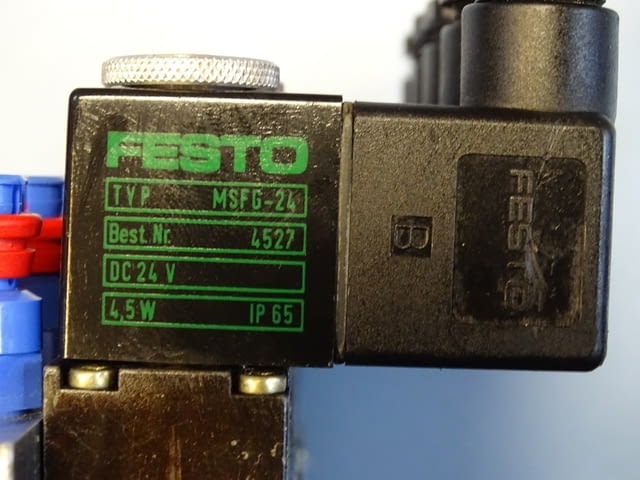 FESTO
TYP MSFG-24
Best.Nr. 4527
DC 24 V
4,5 W IP 65
B
FESTO